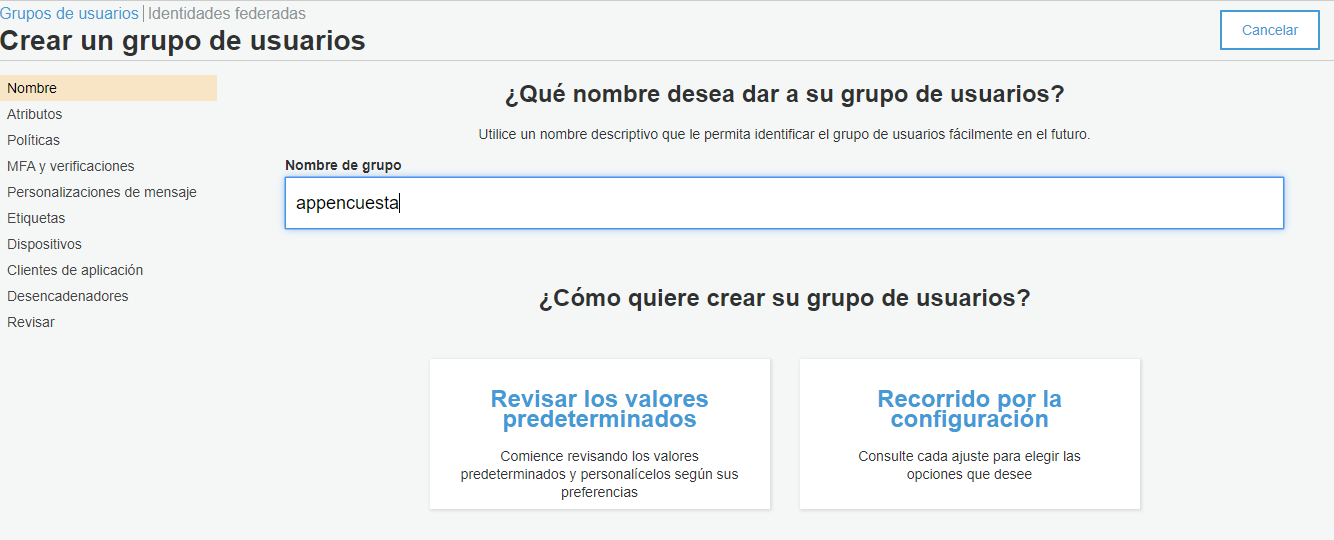 Grupos de usuarios | Identidades federadas
Crear un grupo de usuarios
Cancelar
Nombre
Atributos
Políticas
MFA y verificaciones
Personalizaciones de mensaje
Etiquetas
Dispositivos
Clientes de aplicación
Desencadenadores
Revisar
¿Qué nombre desea dar a su grupo de usuarios?
Utilice un nombre descriptivo que le permita identificar el grupo de usuarios fácilmente en el futuro.
Nombre de grupo
appencuesta
¿Cómo quiere crear su grupo de usuarios?
Revisar los valores
predeterminados
Comience revisando los valores
predeterminados y personalícelos según sus
preferencias
Recorrido por la
configuración
Consulte cada ajuste para elegir las
opciones que desee